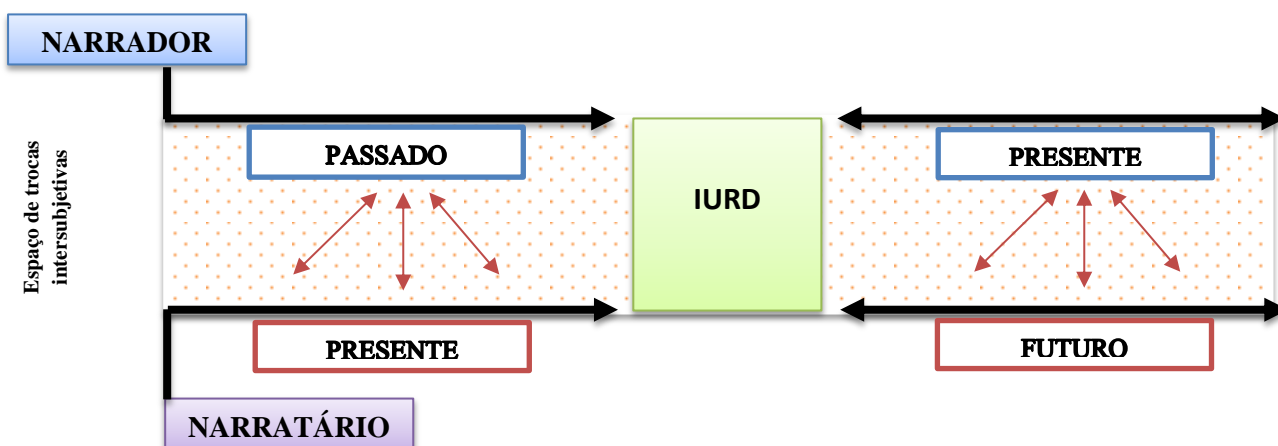 NARRADOR
Espaço de trocas
intersubjetivas
PASSADO
IURD
PRESENTE
PRESENTE
FUTURO
NARRATÁRIO